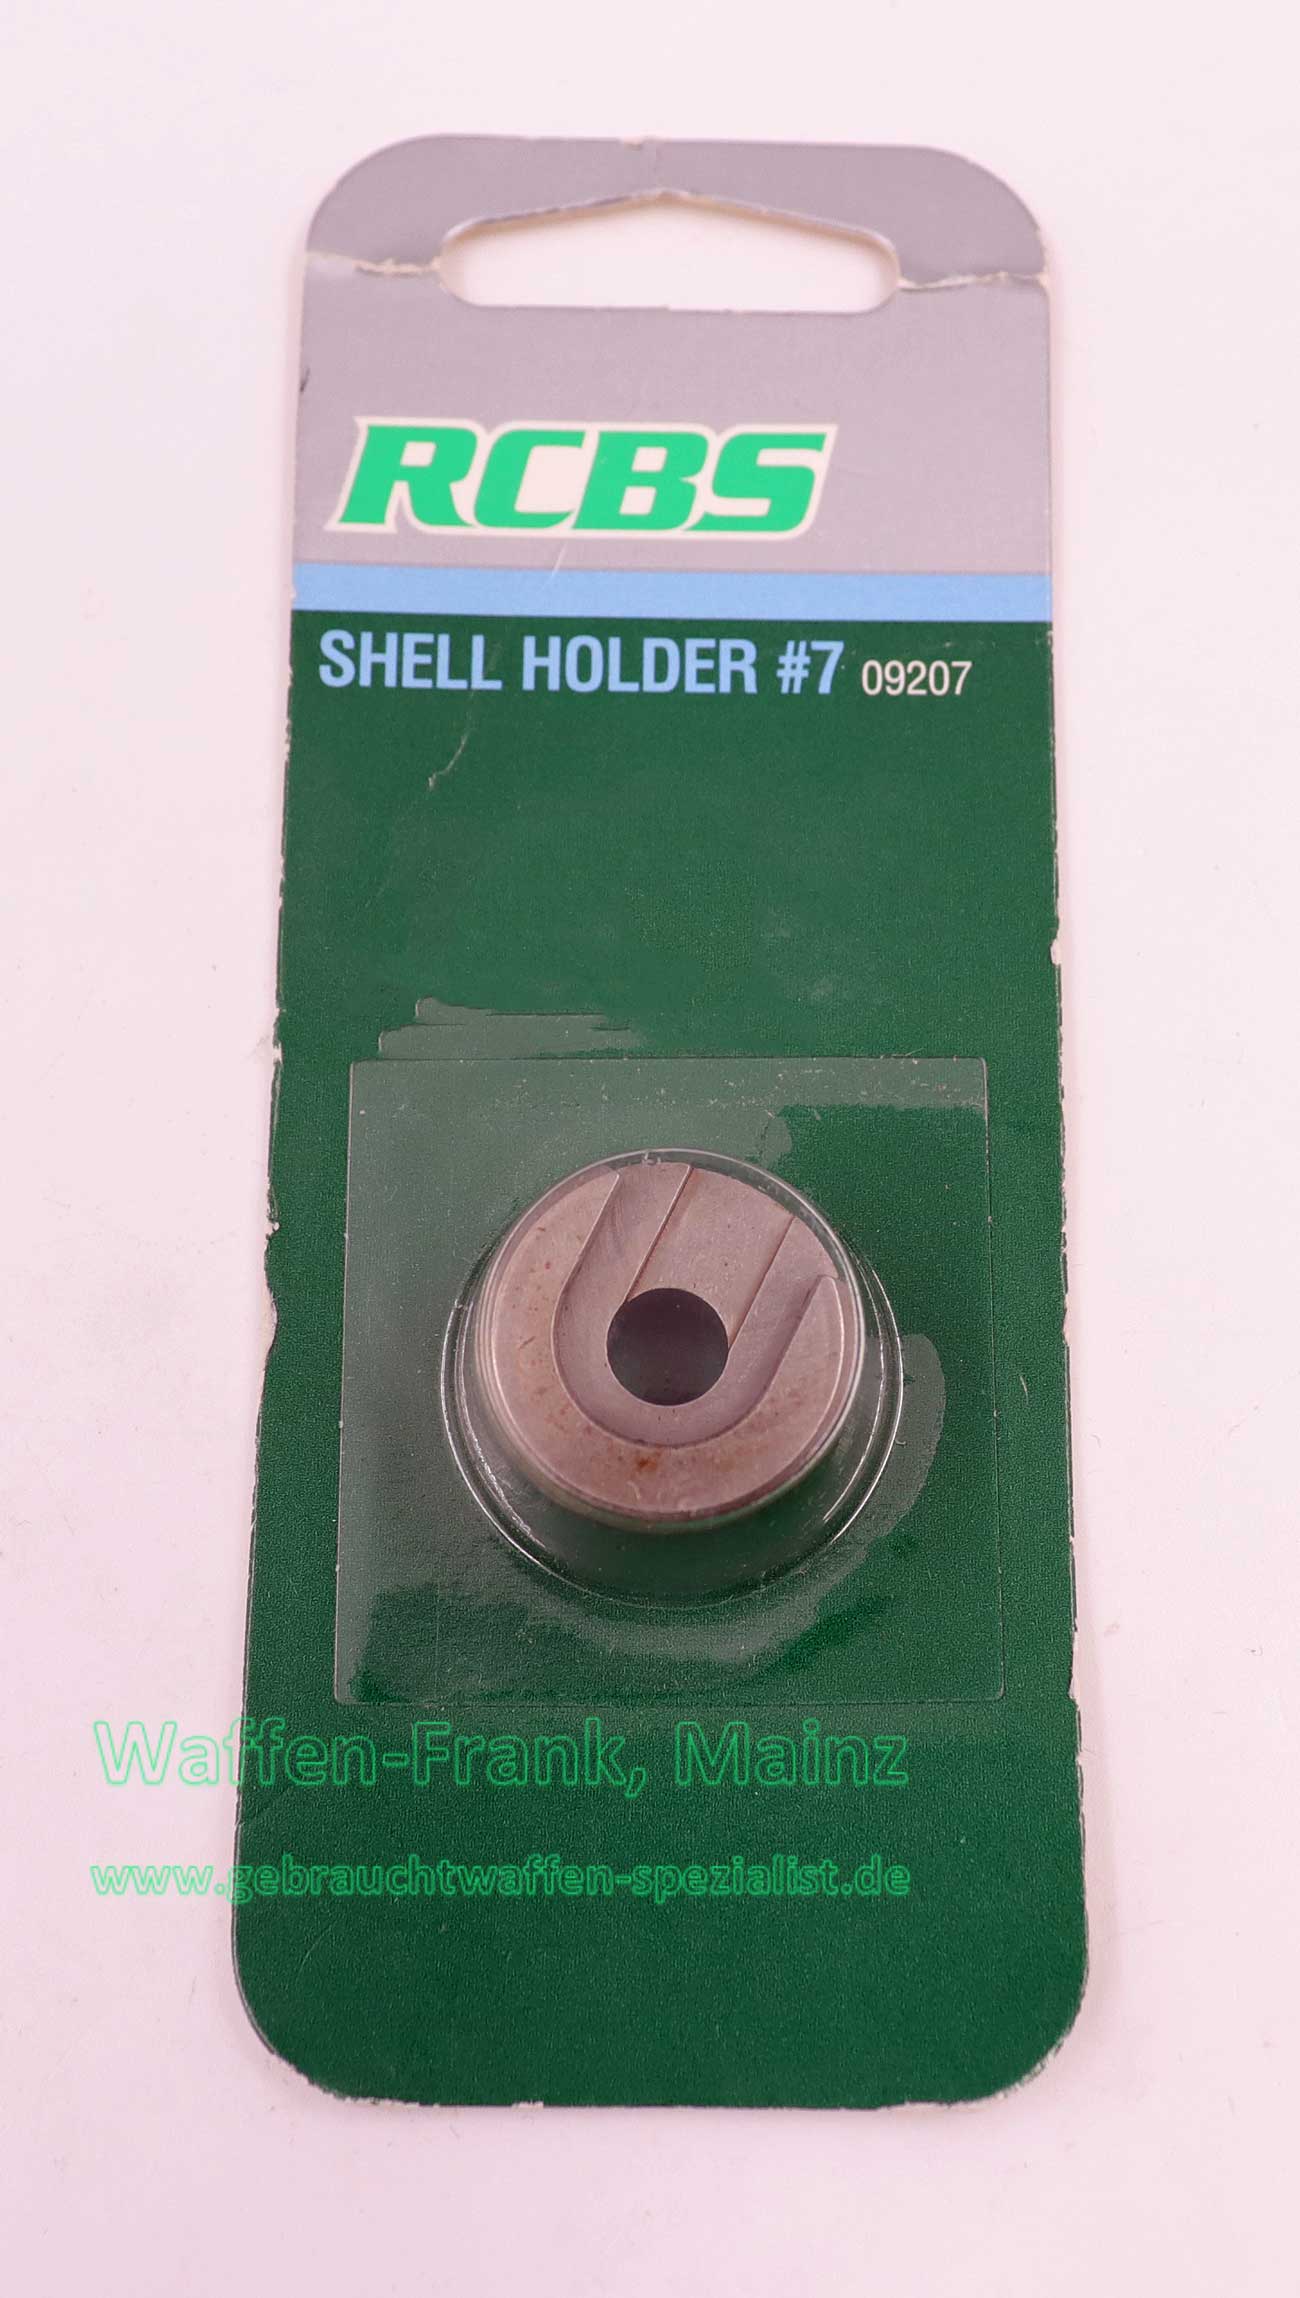 RCBS
SHELL HOLDER #7 09207
Waffen-Frank, Mainz
www.gebrauchtwaffen-spezialist.de